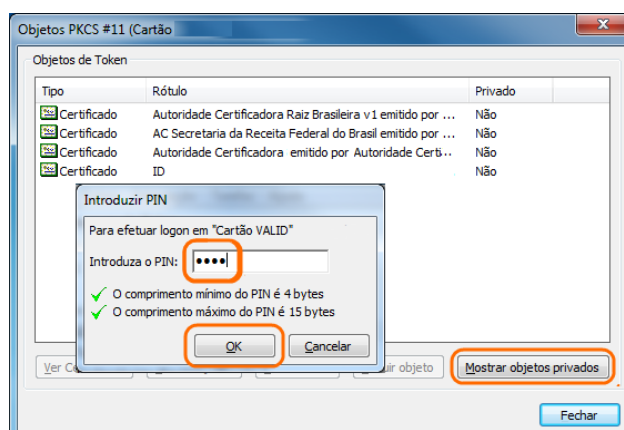 Objetos PKCS #11 (Cartão
Objetos de Token
Tipo Rótulo Privado
Certificado Autoridade Certificadora Raiz Brasileira v1 emitido por ... Não
Certificado AC Secretaria da Receita Federal do Brasil emitido por ... Não
Certificado Autoridade Certificadora emitido por Autoridade Certi... Não
Certificado ID Não
Introduzir PIN
Para efetuar logon em "Cartão VALID"
Introduza o PIN: ••••
O comprimento mínimo do PIN é 4 bytes
O comprimento máximo do PIN é 15 bytes
OK Cancelar
Ver objeto Mostrar objetos privados
Fechar